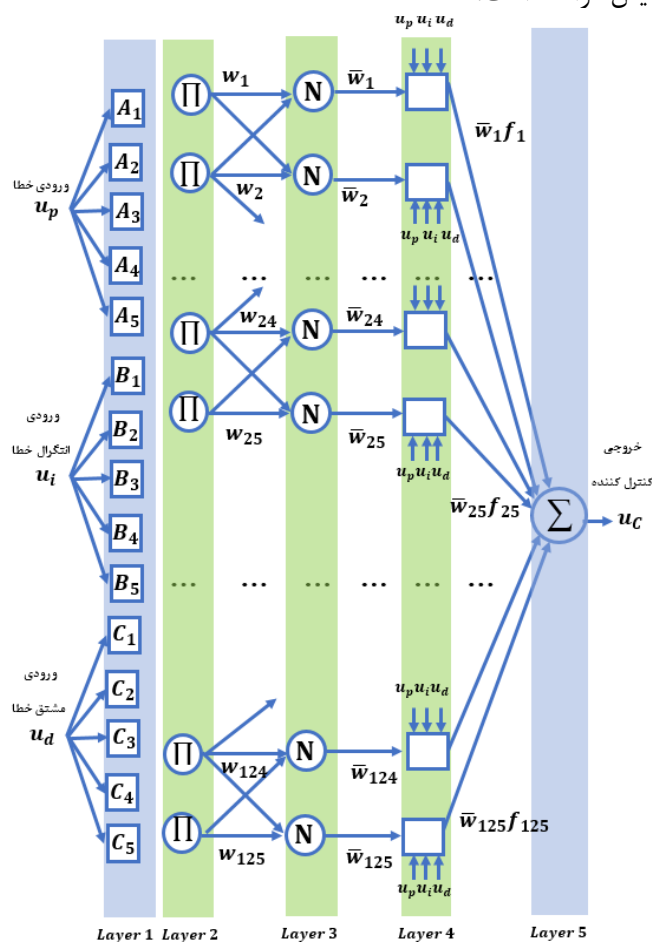 u_p u_i u_d
∏ w_1 N w̄_1
A_1
w̄_1 f_1
A_2
∏ w_2 N w̄_2
ورودی خطا
u_p
A_3
u_p u_i u_d
A_4
... ... ... ... ... ...
A_5
∏ w_24 N w̄_24
B_1
∏ w_25 N w̄_25
ورودی
انتگرال خطا
u_i
B_2
B_3
u_p u_i u_d
خروجی
کنترل کننده
w̄_25 f_25
∑ u_C
B_4
B_5
... ... ... ... ... ...
C_1
ورودی
مشتق خطا
u_d
C_2
u_p u_i u_d
C_3
∏ w_124 N w̄_124
C_4
w̄_125 f_125
C_5
∏ w_125 N w̄_125
u_p u_i u_d
Layer 1 Layer 2 Layer 3 Layer 4 Layer 5